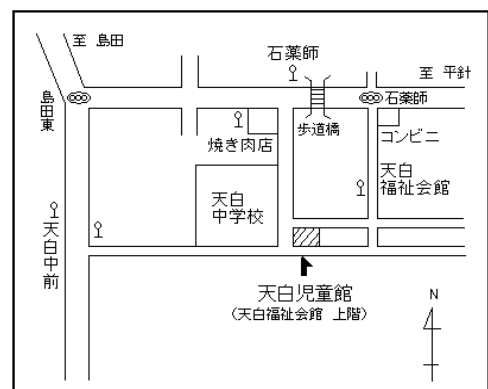 至 島田
石薬師
至 平針
島田東
石薬師
歩道橋
コンビニ
焼き肉店
天白
福祉会館
天白
中学校
天白中前
天白児童館
(天白福祉会館 上階)
N